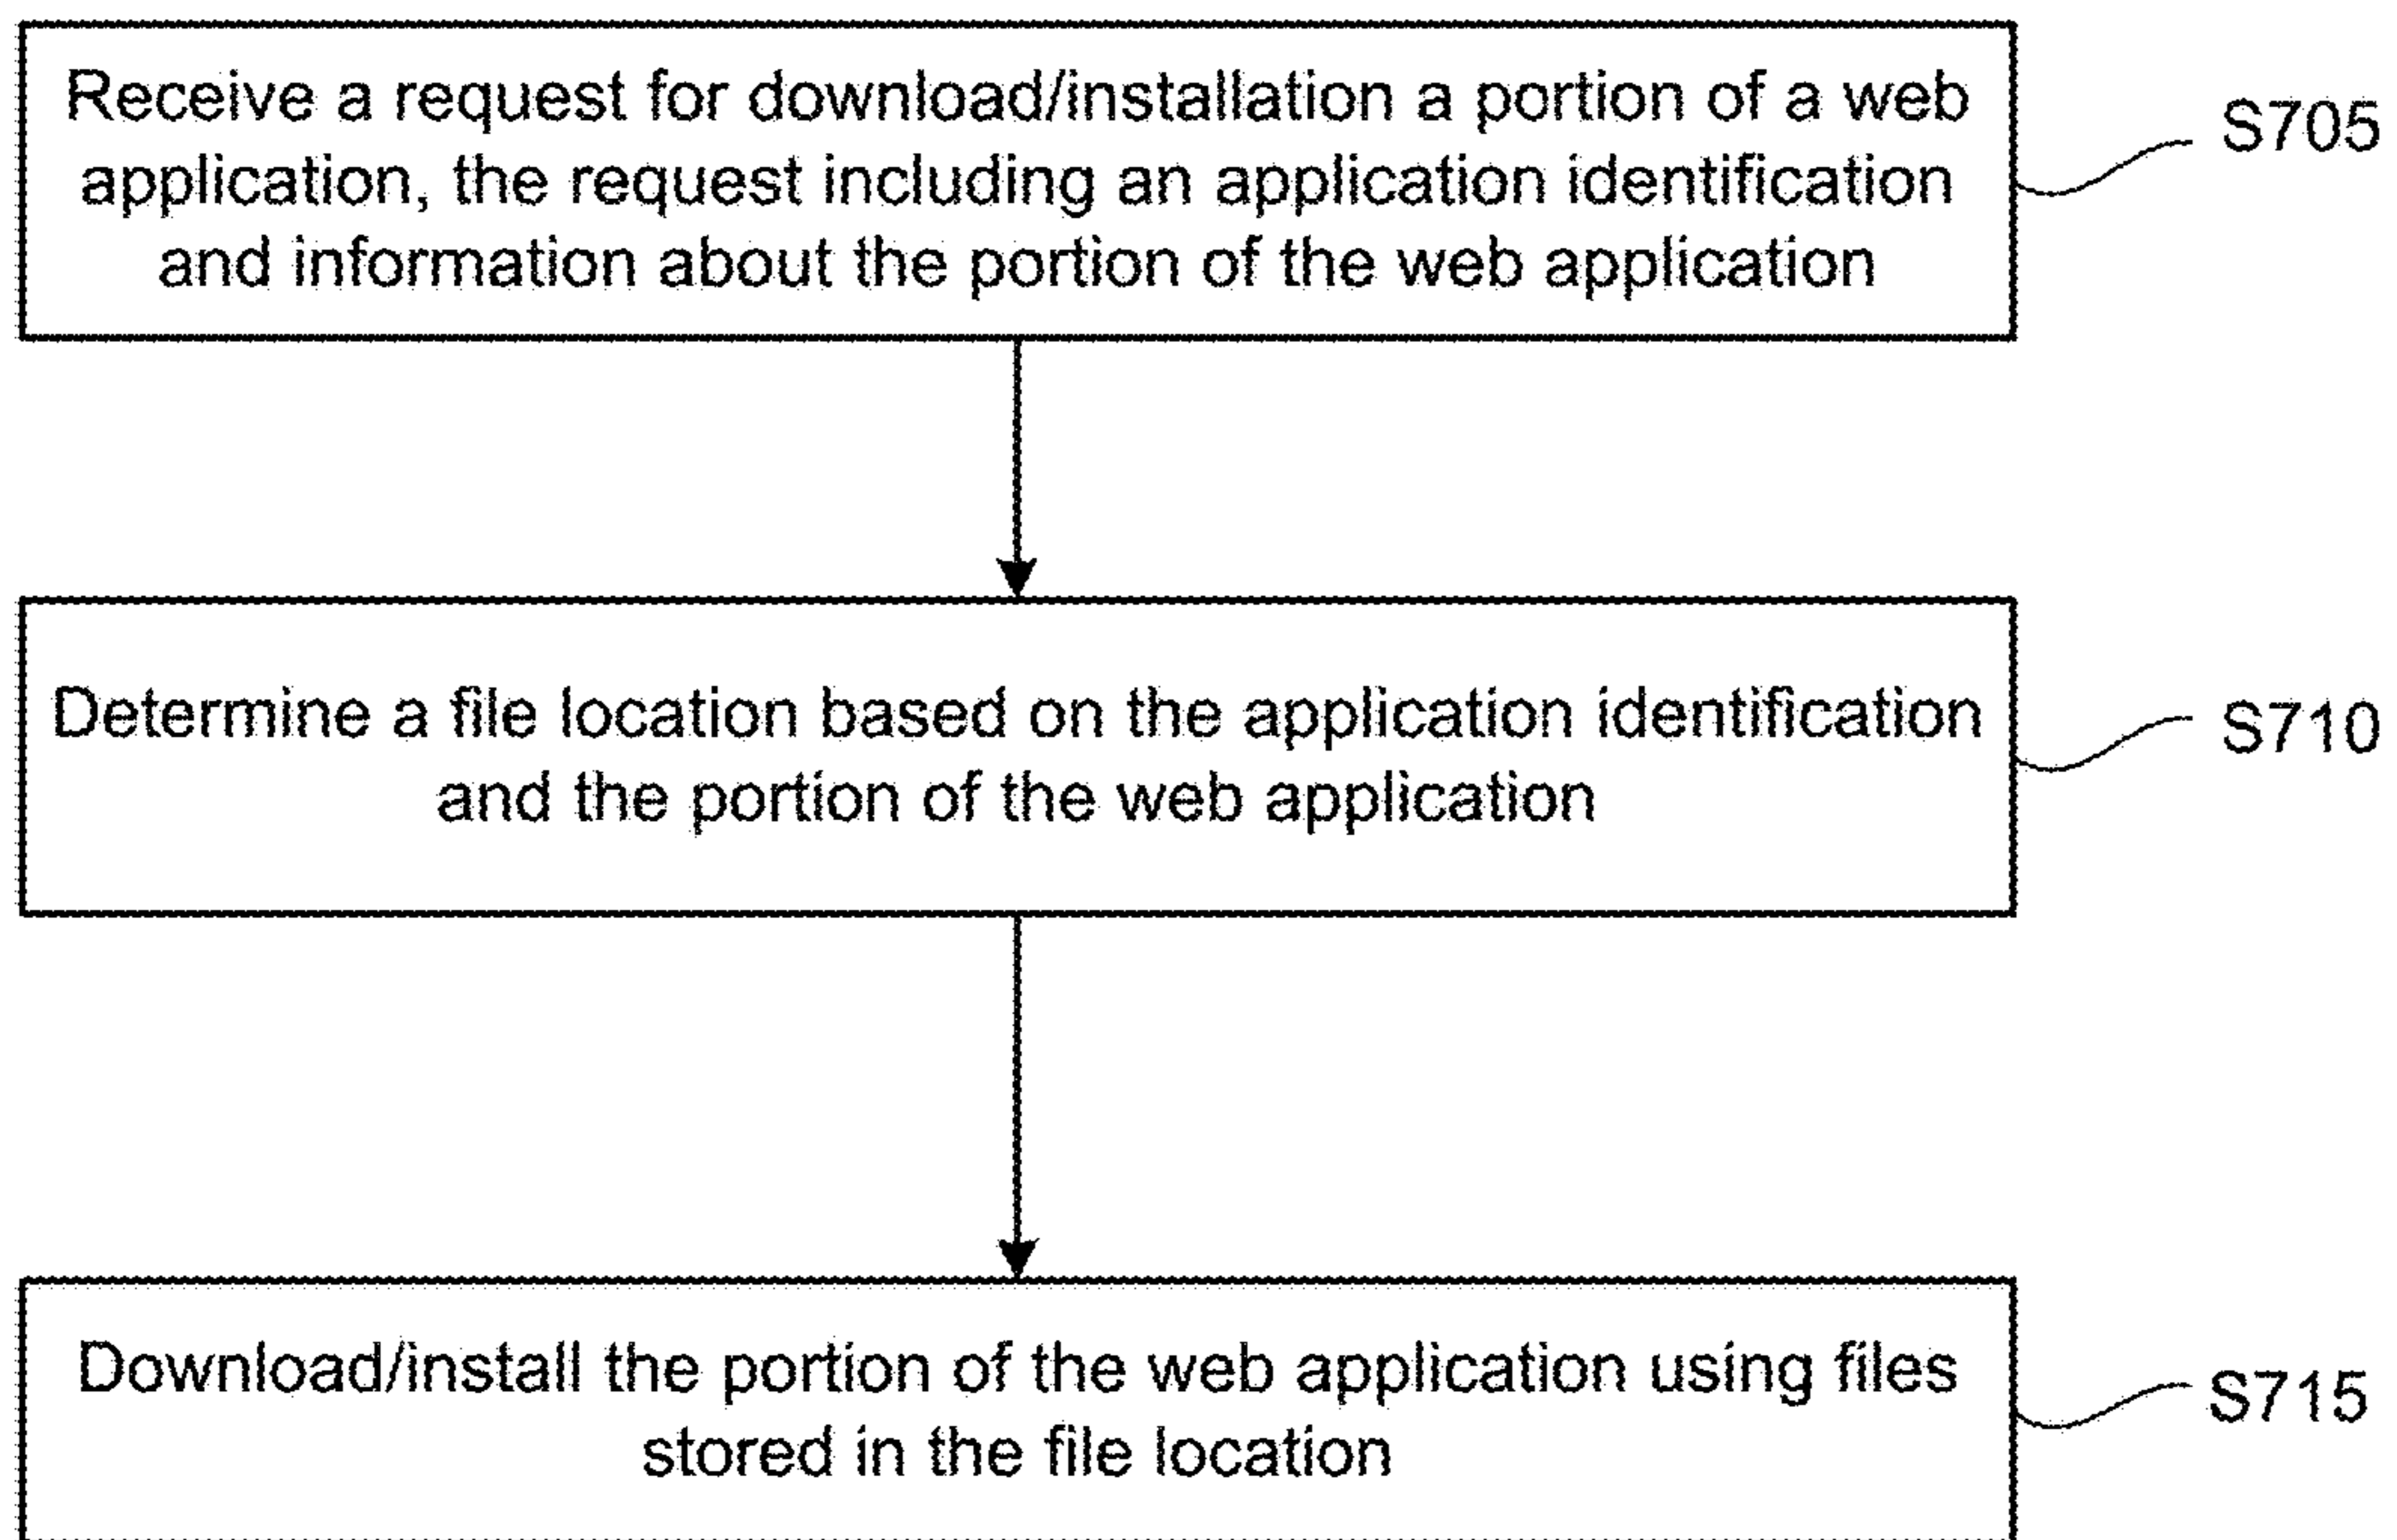 Receive a request for download/installation a portion of a web
application, the request including an application identification
and information about the portion of the web application
S705
Determine a file location based on the application identification
and the portion of the web application
S710
Download/install the portion of the web application using files
stored in the file location
S715